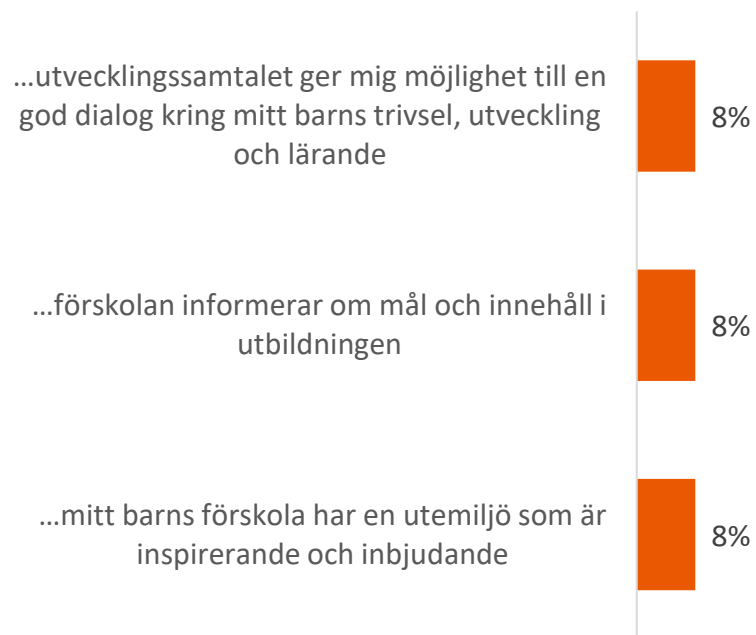 ...utvecklingssamtalet ger mig möjlighet till en
god dialog kring mitt barns trivsel, utveckling
och lärande
8%
...förskolan informerar om mål och innehåll i
utbildningen
8%
...mitt barns förskola har en utemiljö som är
inspirerande och inbjudande
8%